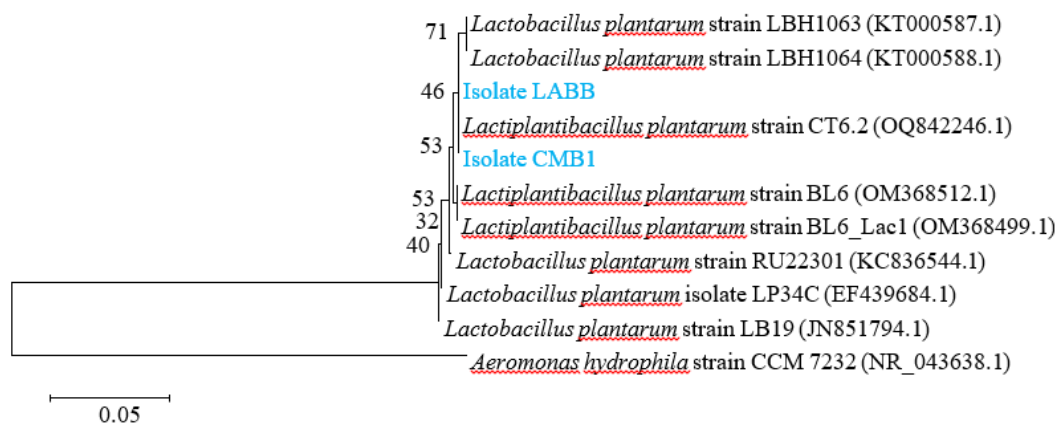 71
Lactobacillus plantarum strain LBH1063 (KT000587.1)
Lactobacillus plantarum strain LBH1064 (KT000588.1)
46
Isolate LABB
Lactiplantibacillus plantarum strain CT6.2 (OQ842246.1)
53
Isolate CMB1
53
Lactiplantibacillus plantarum strain BL6 (OM368512.1)
32
Lactiplantibacillus plantarum strain BL6_Lac1 (OM368499.1)
40
Lactobacillus plantarum strain RU22301 (KC836544.1)
Lactobacillus plantarum isolate LP34C (EF439684.1)
Lactobacillus plantarum strain LB19 (JN851794.1)
Aeromonas hydrophila strain CCM 7232 (NR_043638.1)
0.05